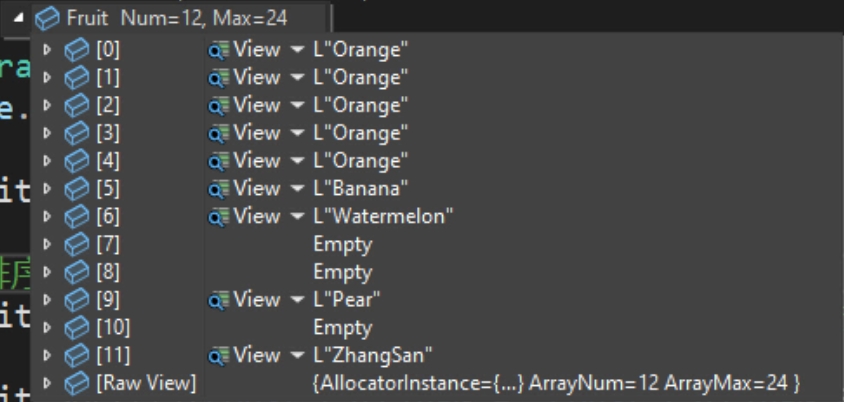 Fruit Num=12, Max=24
[0] View L"Orange"
ra
[1] View L"Orange"
e.
[2] View L"Orange"
[3] View L"Orange"
[4] View L"Orange"
it
[5] View L"Banana"
[6] View L"Watermelon"
[7] Empty
排序
[8] Empty
[9] View L"Pear"
it
[10] Empty
[11] View L"ZhangSan"
it
[Raw View] {AllocatorInstance={...} ArrayNum=12 ArrayMax=24 }